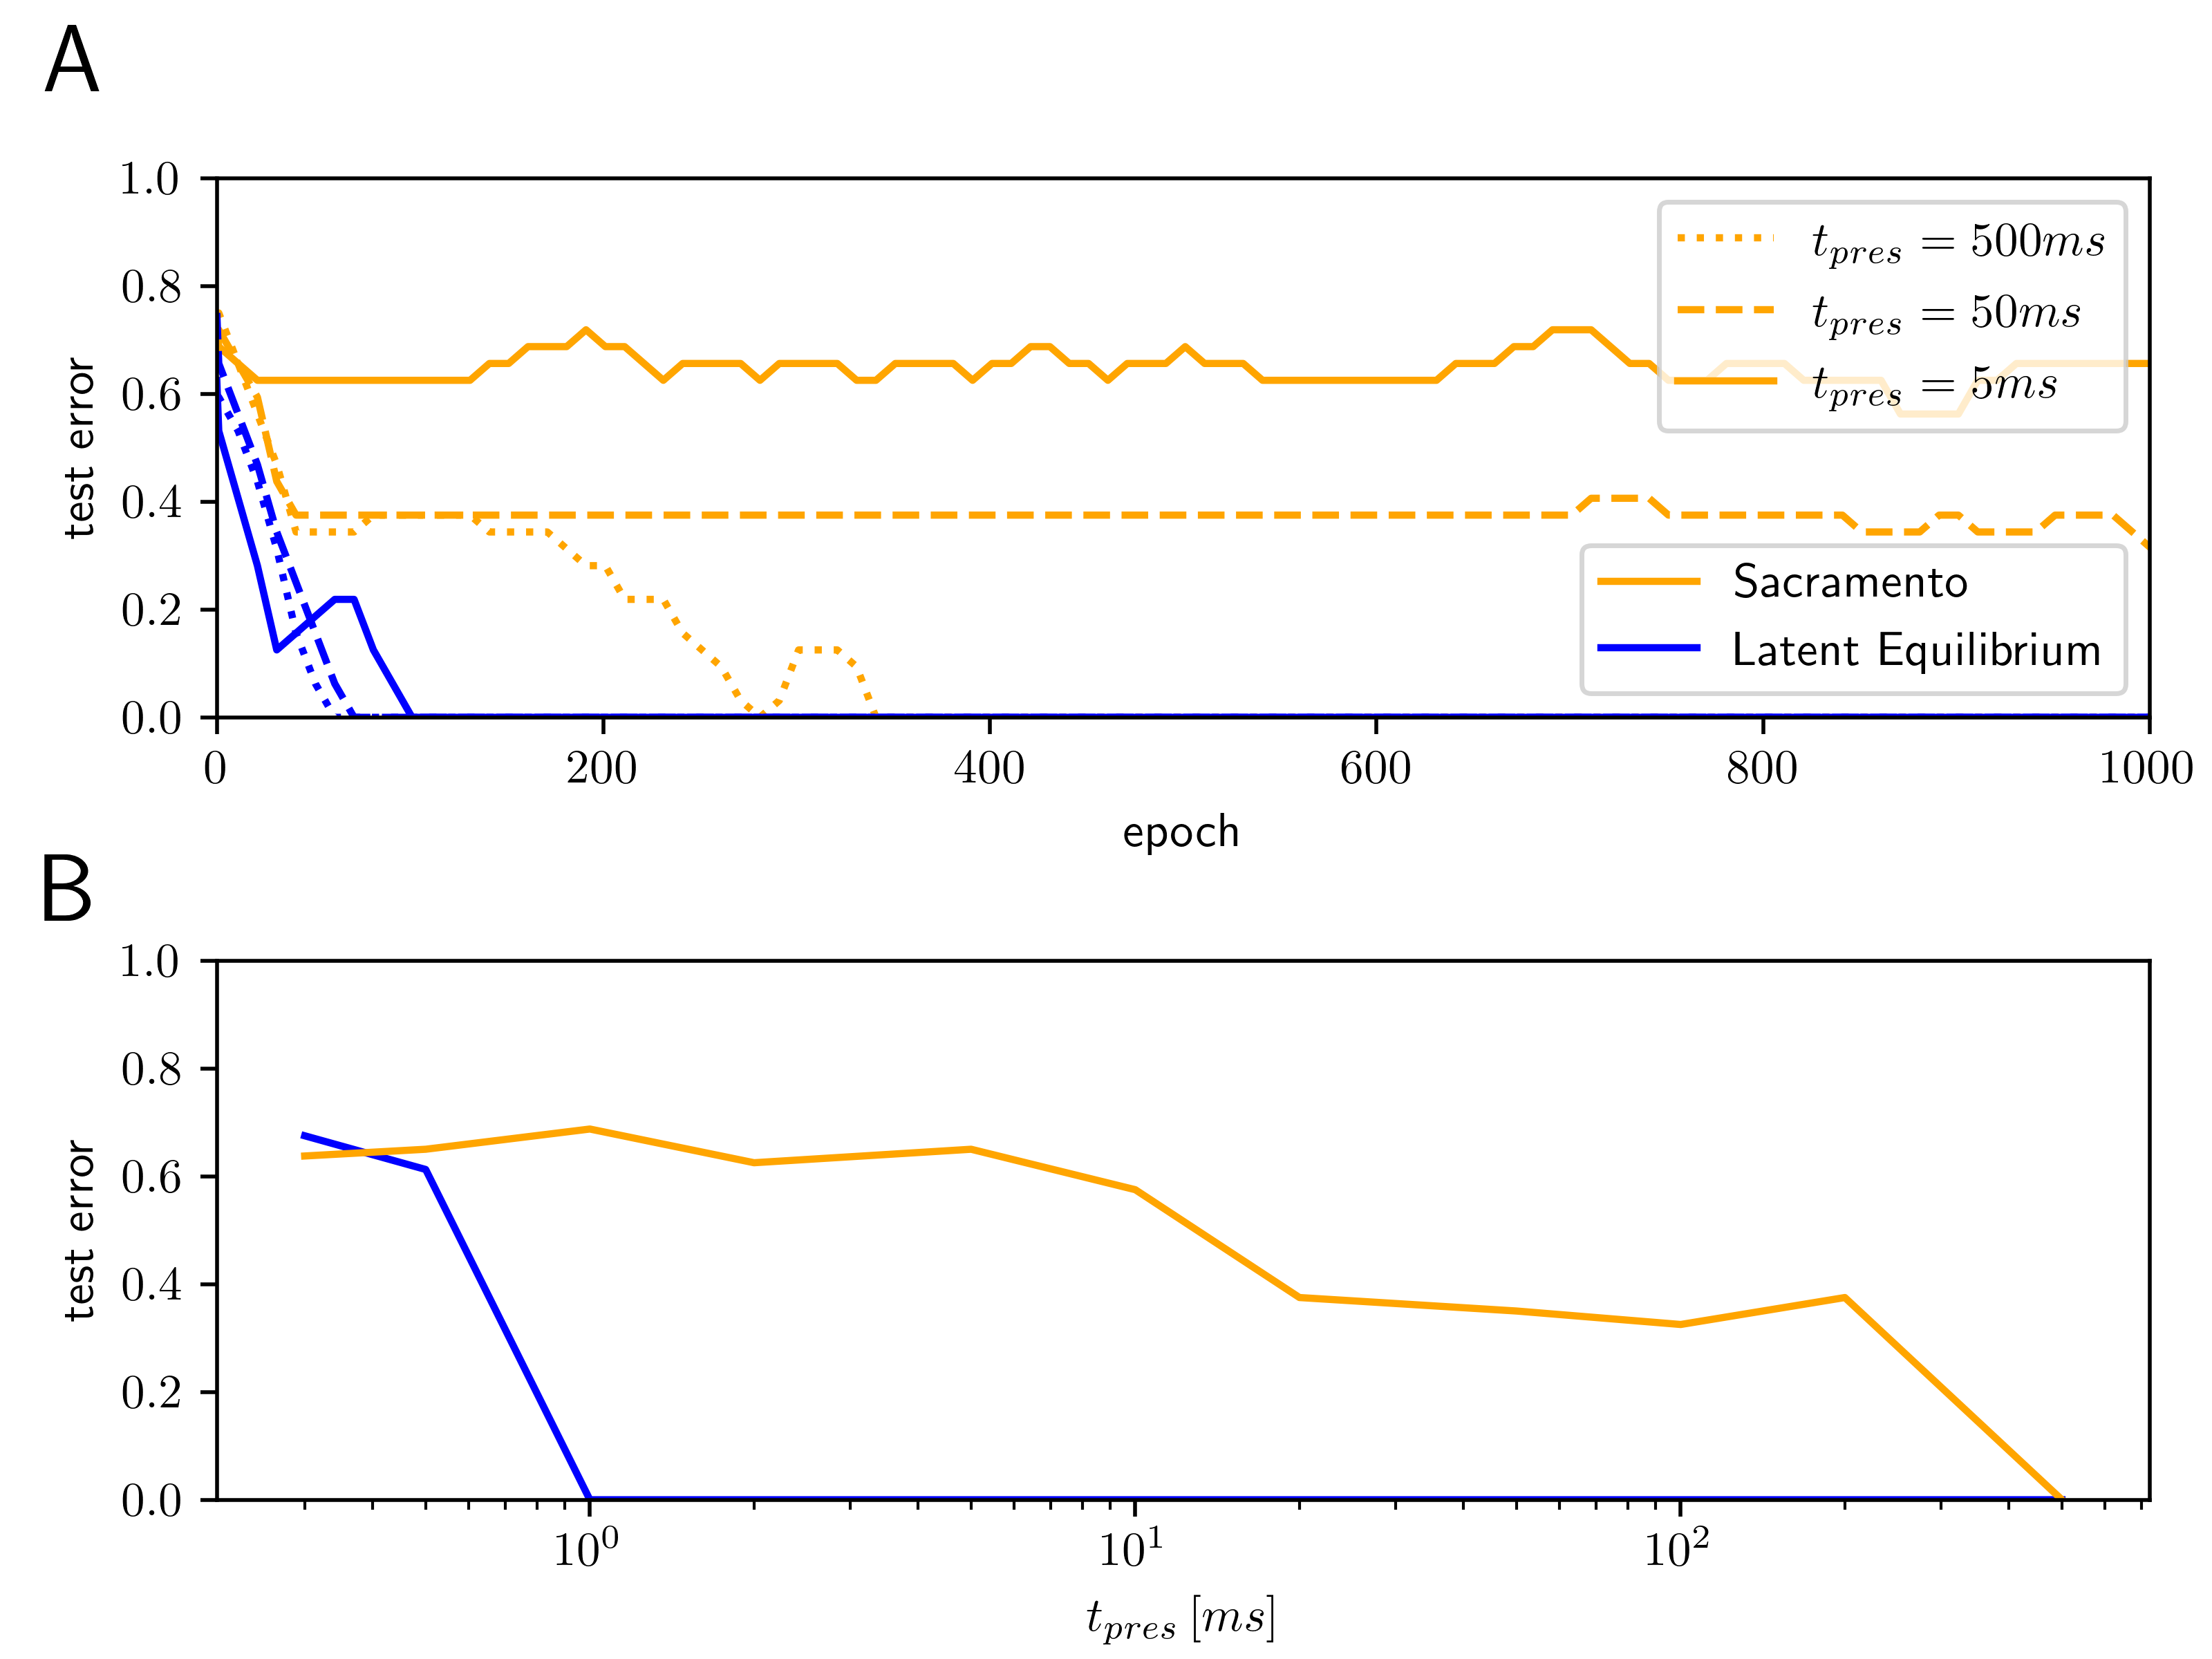 A
1.0
0.8
0.6
0.4
0.2
0.0
test error
t_pres = 500ms
t_pres = 50ms
t_pres = 5ms
Sacramento
Latent Equilibrium
0 200 400 600 800 1000
epoch
B
1.0
0.8
0.6
0.4
0.2
0.0
test error
10^0 10^1 10^2
t_pres [ms]